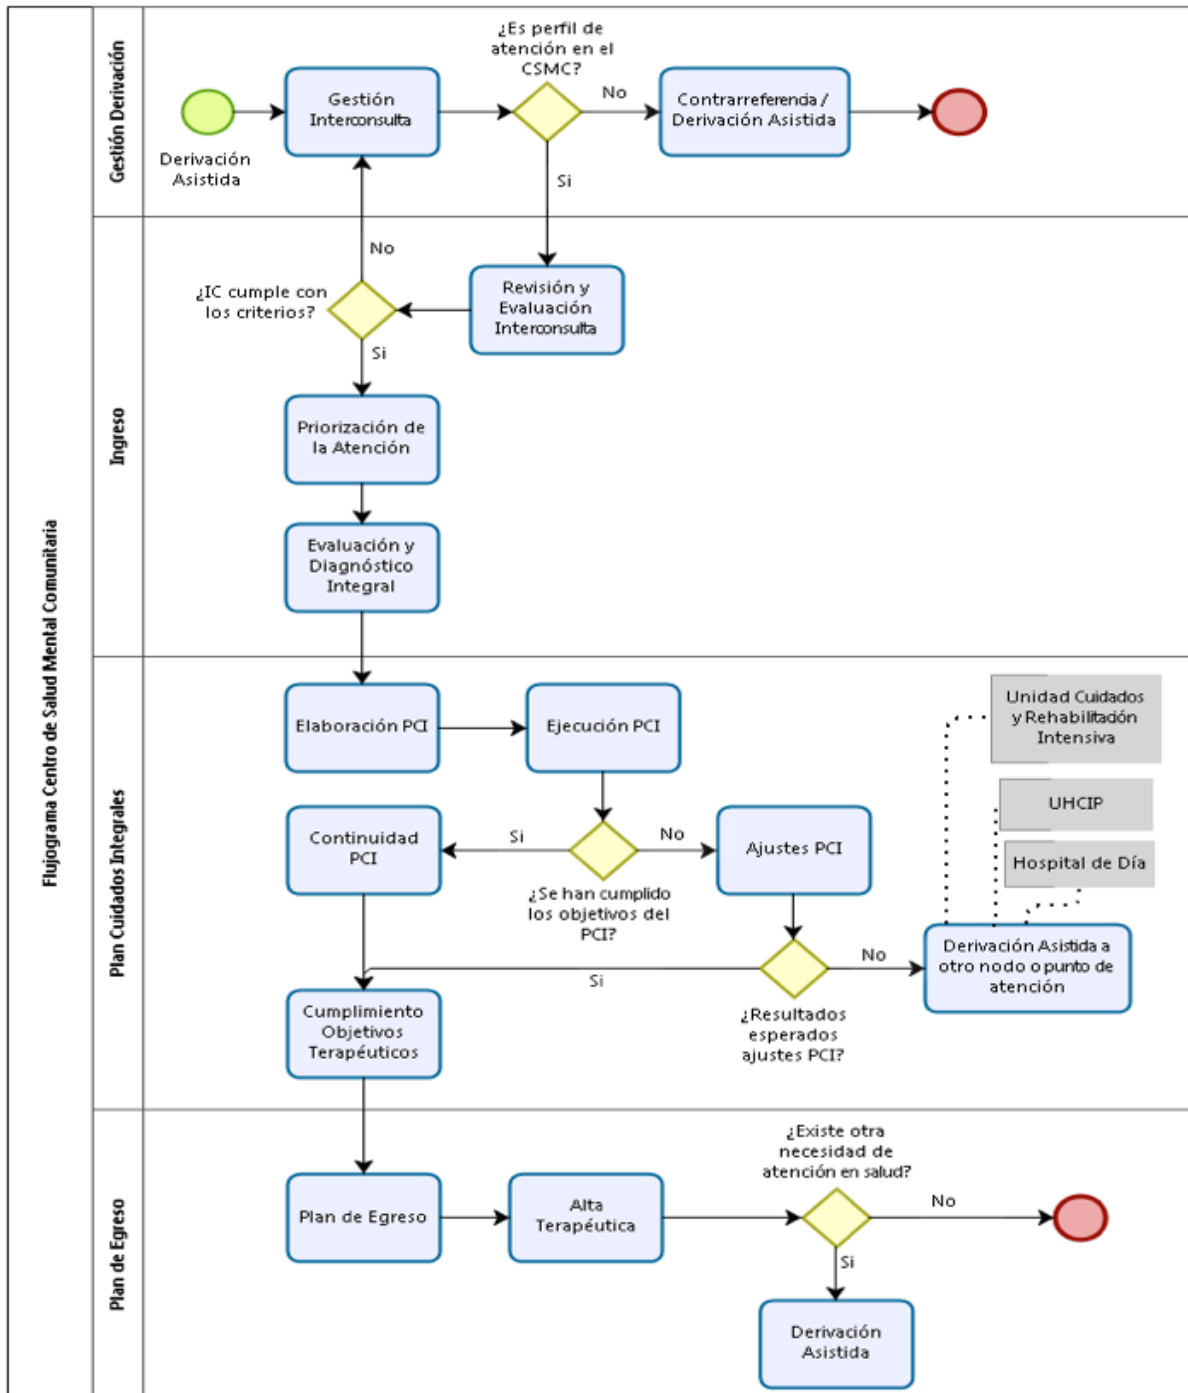 Flujograma Centro de Salud Mental Comunitaria
Gestión Derivación
Derivación
Asistida
Gestión
Interconsulta
¿Es perfil de
atención en el
CSMC?
No
Si
Contrarreferencia /
Derivación Asistida
Ingreso
Revisión y
Evaluación
Interconsulta
¿IC cumple con
los criterios?
No
Si
Priorización de
la Atención
Evaluación y
Diagnóstico
Integral
Plan Cuidados Integrales
Elaboración PCI
Ejecución PCI
¿Se han cumplido
los objetivos del
PCI?
Si
No
Continuidad
PCI
Ajustes PCI
¿Resultados
esperados
ajustes PCI?
Si
No
Derivación Asistida a
otro nodo o punto de
atención
Unidad Cuidados
y Rehabilitación
Intensiva
UHCIP
Hospital de Día
Cumplimiento
Objetivos
Terapéuticos
Plan de Egreso
Plan de Egreso
Alta
Terapéutica
¿Existe otra
necesidad de
atención en salud?
No
Si
Derivación
Asistida